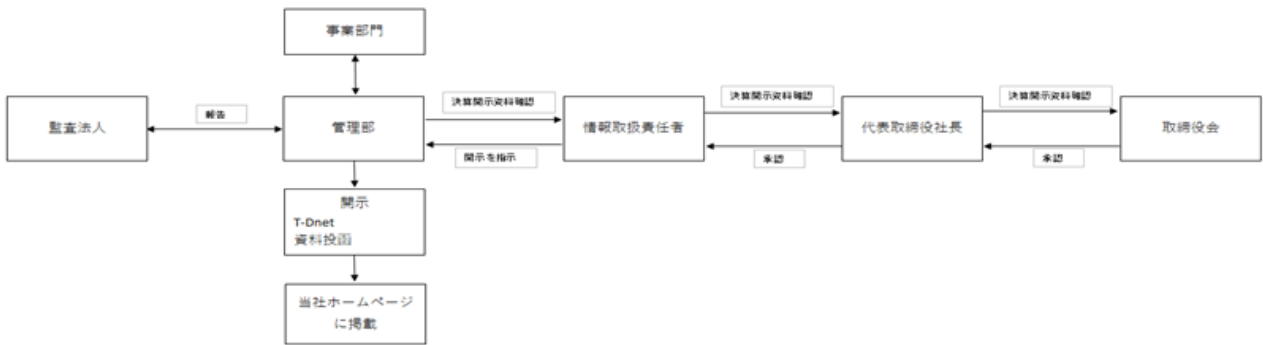 事業部門
監査法人
報告
管理部
決算開示資料確認
開示を指示
情報取扱責任者
決算開示資料確認
承認
代表取締役社長
決算開示資料確認
承認
取締役会
開示
T-Dnet
資料投函
当社ホームページ
に掲載